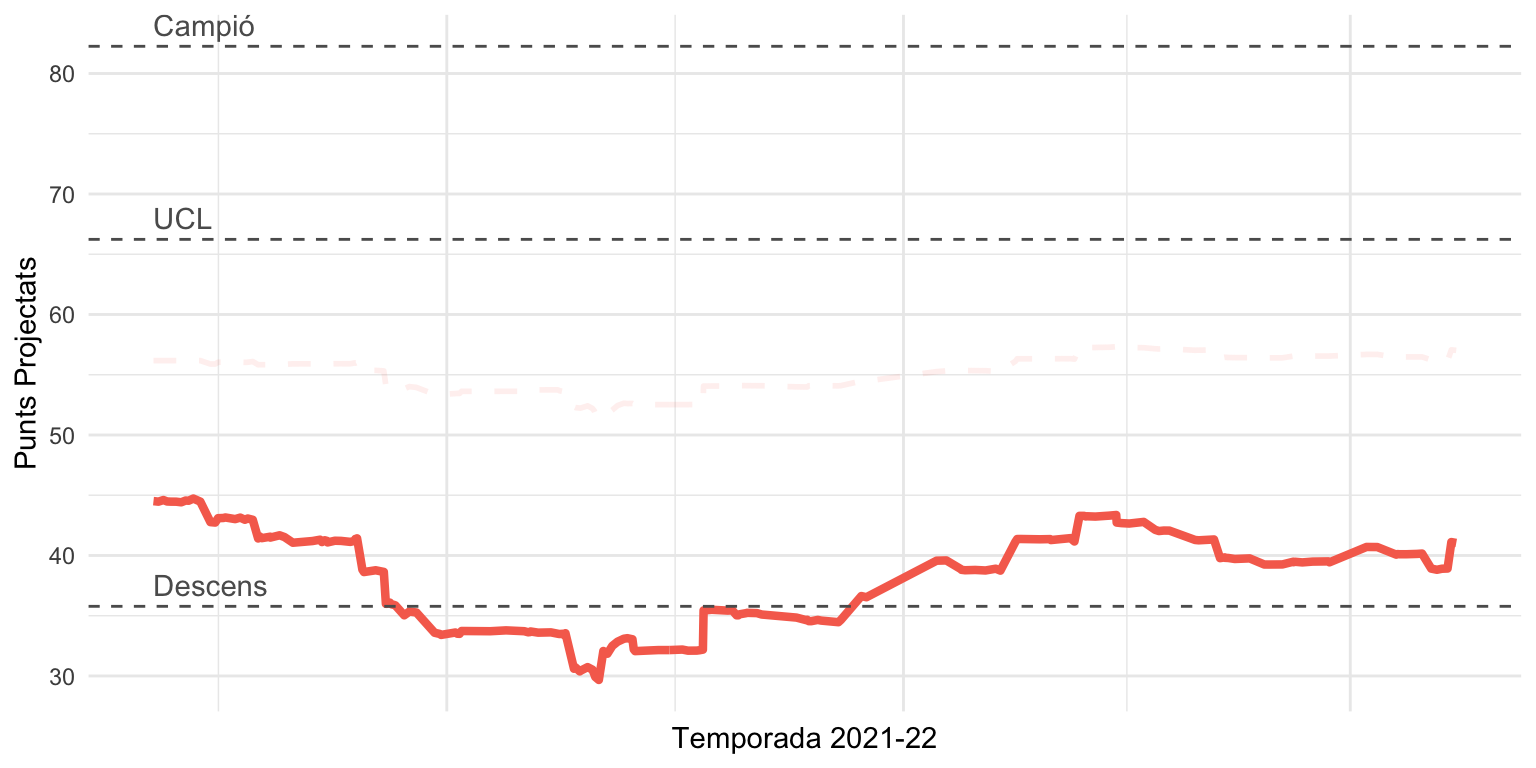 Campió
80
70
UCL
60
50
40
Descens
30
Punts Projectats
Temporada 2021-22